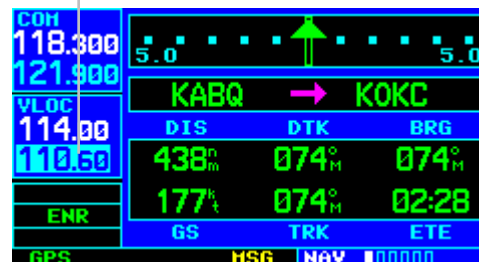 COM
118.300
121.900
VLOC
114.00
110.60
ENR
GPS
5.0 5.0
KABQ → KOKC
DIS DTK BRG
438nm 074°M 074°M
177kt 074°M 02:28
GS TRK ETE
MSG NAV